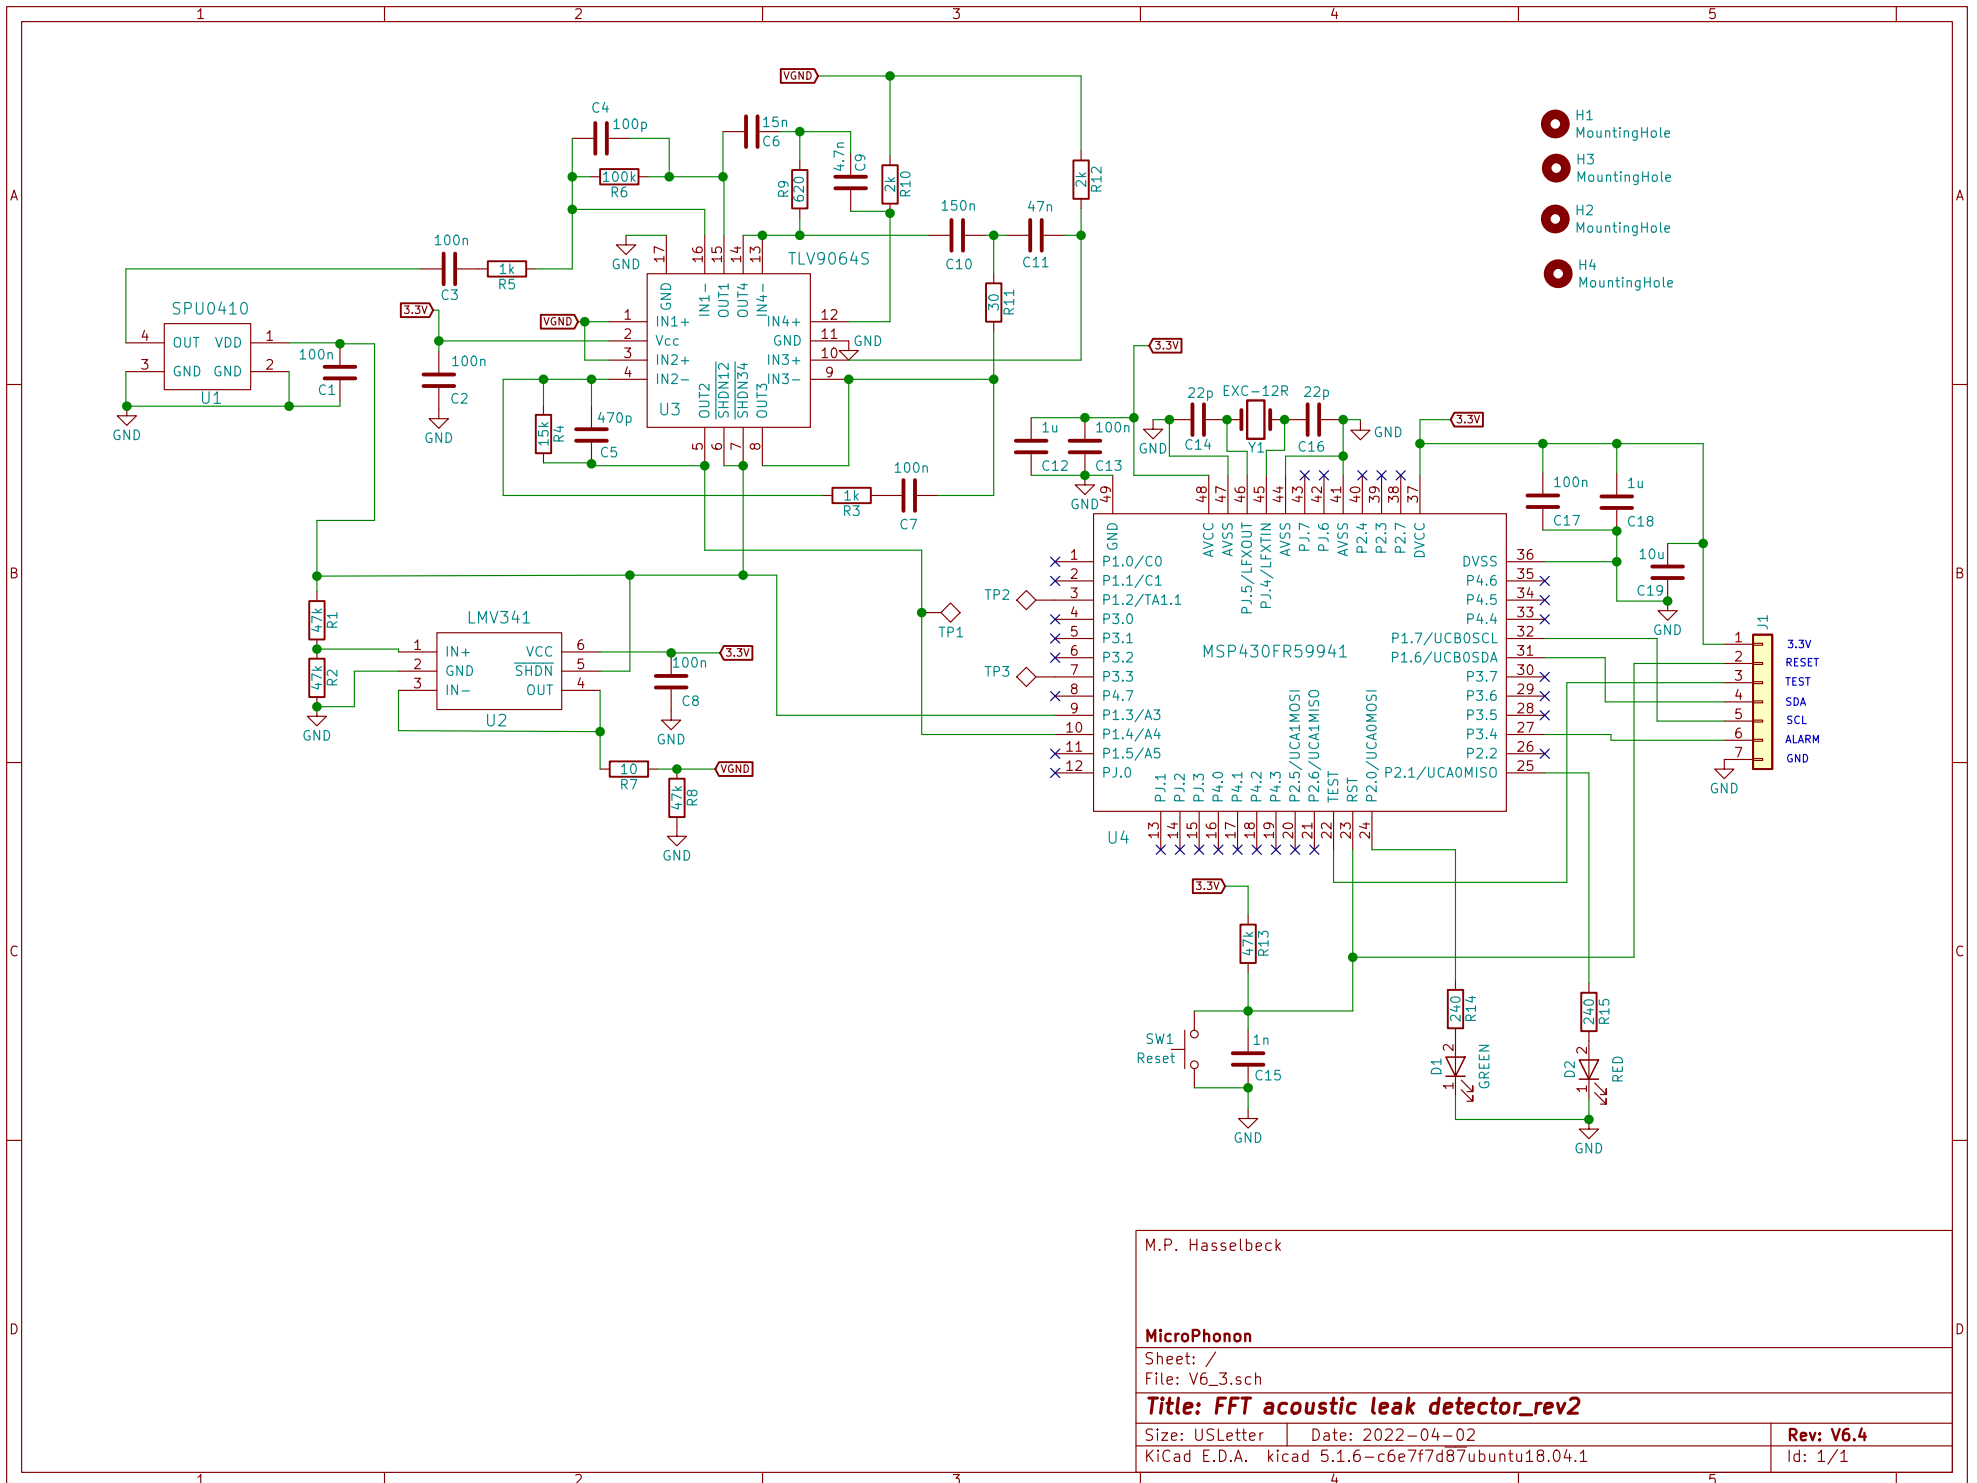 1 2 3 4 5
A
B
C
D
VGND
C4
100p
100k
R6
15n
C6
R9
620
4.7n
C9
2k
R10
2k
R12
150n
C10
47n
C11
30
R11
H1
MountingHole
H3
MountingHole
H2
MountingHole
H4
MountingHole
100n
C3
1k
R5
3.3V
100n
C2
SPU0410
4 OUT VDD 1
3 GND GND 2
U1
100n
C1
GND
GND
GND
TLV9064S
17 16 15 14 13
GND IN1- OUT1 OUT4 IN4-
VGND
1 IN1+ IN4+ 12
2 Vcc GND 11
3 IN2+ IN3+ 10
4 IN2- IN3- 9
U3
OUT2 SHDN12 SHDN34 OUT3
5 6 7 8
GND
15k
R4
470p
C5
1k
R3
100n
C7
47k
R1
47k
R2
GND
LMV341
1 IN+ VCC 6
2 GND SHDN 5
3 IN- OUT 4
U2
3.3V
100n
C8
GND
10
R7
VGND
47k
R8
GND
TP1
TP2
TP3
3.3V
1u
C12
100n
C13
GND
GND
22p
C14
EXC-12R
Y1
22p
C16
GND
3.3V
100n
C17
1u
C18
10u
C19
GND
49 48 47 46 45 44 43 42 41 40 39 38 37
GND AVCC AVSS PJ.5/LFXOUT PJ.4/LFXTIN AVSS PJ.7 PJ.6 AVSS P2.4 P2.3 P2.7 DVCC
1 P1.0/C0 DVSS 36
2 P1.1/C1 P4.6 35
3 P1.2/TA1.1 P4.5 34
4 P3.0 P4.4 33
5 P3.1 P1.7/UCB0SCL 32
6 P3.2 P1.6/UCB0SDA 31
MSP430FR59941
7 P3.3 P3.7 30
8 P4.7 P3.6 29
9 P1.3/A3 P3.5 28
10 P1.4/A4 P3.4 27
11 P1.5/A5 P2.2 26
12 PJ.0 P2.1/UCA0MISO 25
PJ.1 PJ.2 PJ.3 P4.0 P4.1 P4.2 P4.3 P2.5/UCA1MOSI P2.6/UCA1MISO TEST RST P2.0/UCA0MOSI
13 14 15 16 17 18 19 20 21 22 23 24
U4
J1
1 3.3V
2 RESET
3 TEST
4 SDA
5 SCL
6 ALARM
7 GND
GND
3.3V
47k
R13
SW1
Reset
1n
C15
GND
240
R14
2
D1
1
GREEN
240
R15
2
D2
1
RED
GND
M.P. Hasselbeck
MicroPhonon
Sheet: /
File: V6_3.sch
Title: FFT acoustic leak detector_rev2
Size: USLetter Date: 2022-04-02 Rev: V6.4
KiCad E.D.A. kicad 5.1.6-c6e7f7d87ubuntu18.04.1 Id: 1/1
A
B
C
D
1 2 3 4 5